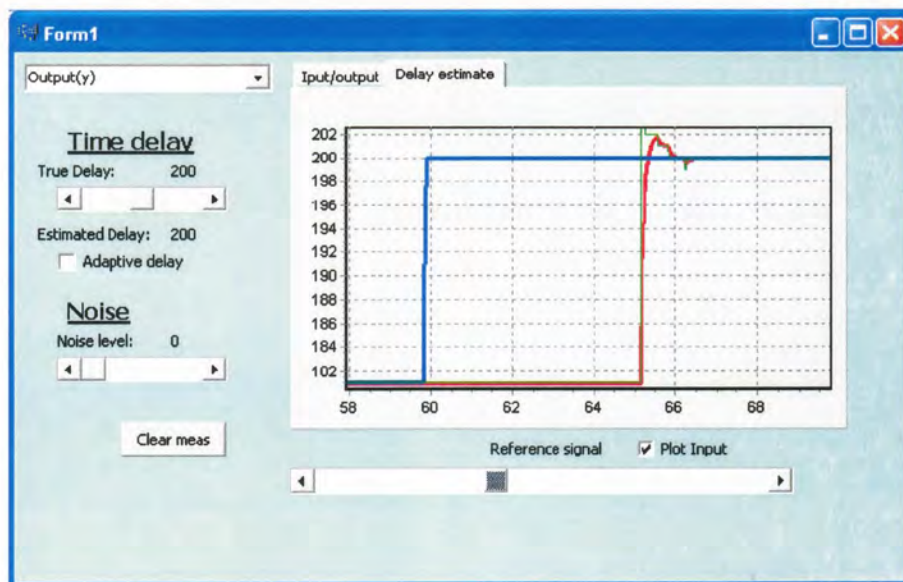 Form1
Output(y)
Iput/output
Delay estimate
Time delay
True Delay: 200
Estimated Delay: 200
Adaptive delay
Noise
Noise level: 0
Clear meas
202
200
198
196
194
192
190
188
186
184
102
58 60 62 64 66 68
Reference signal
Plot Input